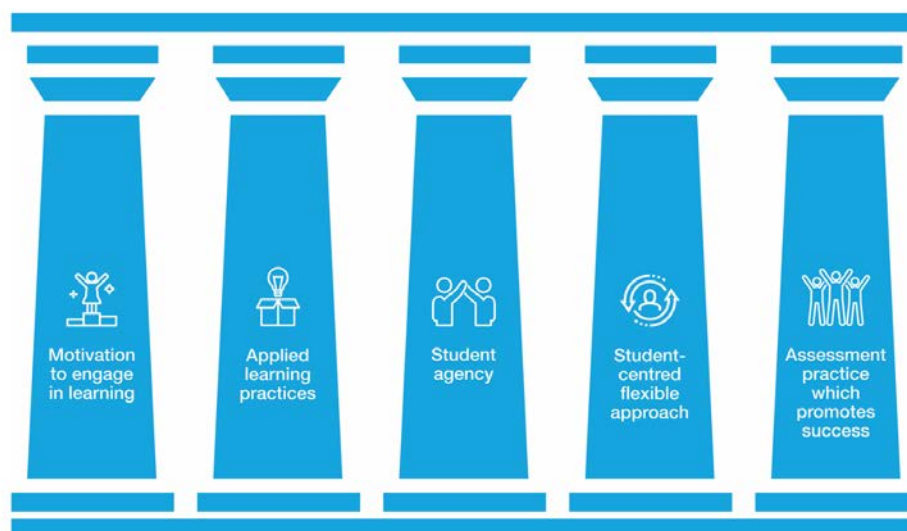 Motivation
to engage
in learning
Applied
learning
practices
Student
agency
Student-
centred
flexible
approach
Assessment
practice
which
promotes
success